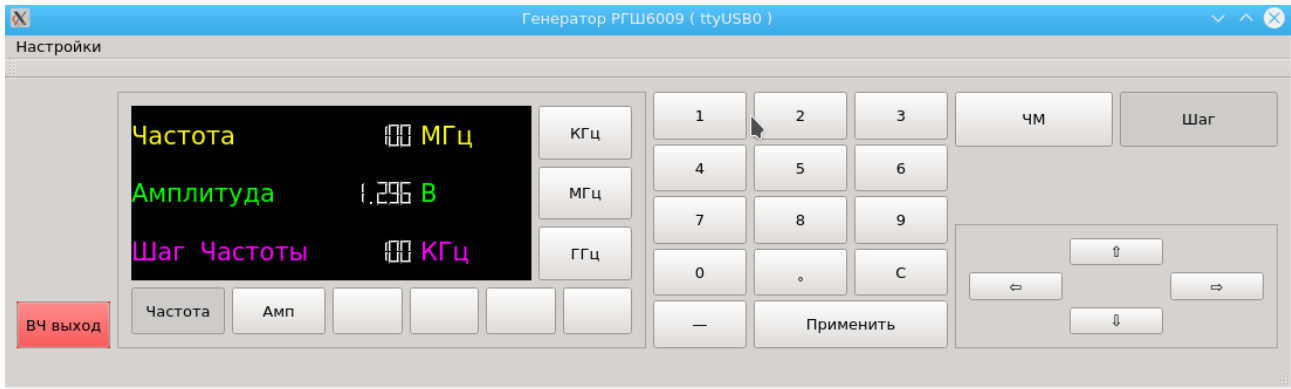 Генератор РГШ6009 ( ttyUSB0 )
Настройки
Частота 100 МГц
Амплитуда 1.296 В
Шаг Частоты 100 КГц
КГц
МГц
ГГц
Частота Амп
ВЧ выход
1 2 3
4 5 6
7 8 9
0 . C
— Применить
ЧМ Шаг
⇧
⇦ ⇨
⇩